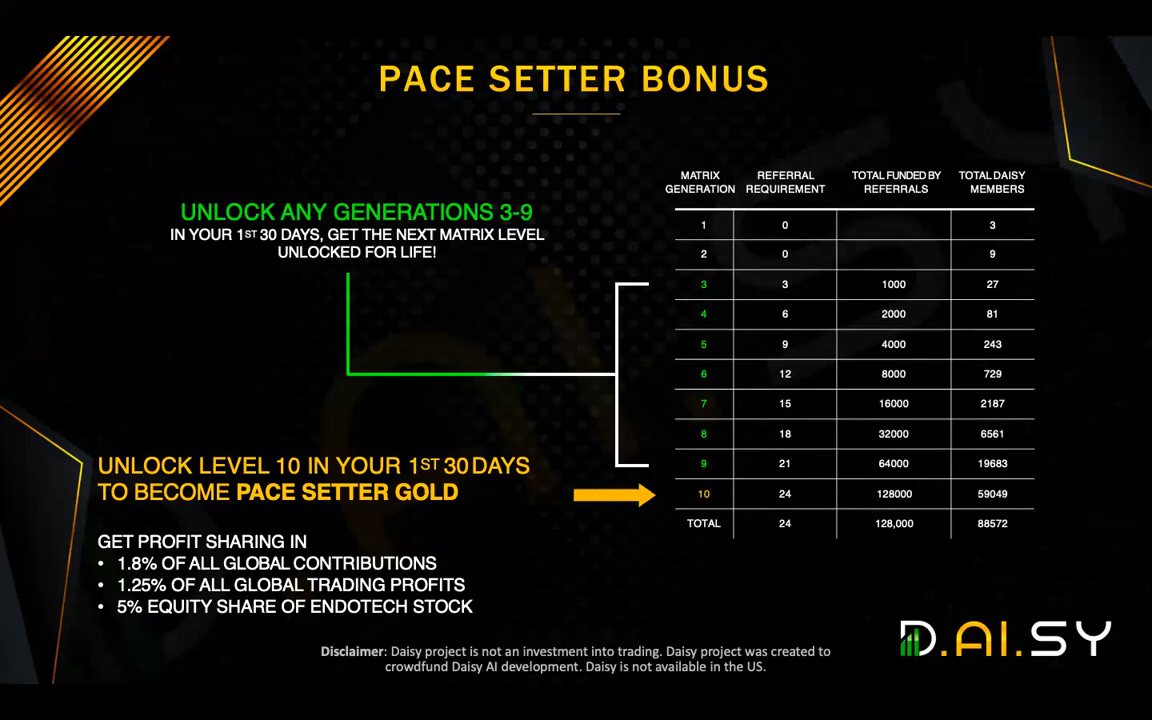 PACE SETTER BONUS
UNLOCK ANY GENERATIONS 3-9
IN YOUR 1ST 30 DAYS, GET THE NEXT MATRIX LEVEL
UNLOCKED FOR LIFE!
MATRIX GENERATION REFERRAL REQUIREMENT TOTAL FUNDED BY REFERRALS TOTAL DAISY MEMBERS
1 0 3
2 0 9
3 3 1000 27
4 6 2000 81
5 9 4000 243
6 12 8000 729
7 15 16000 2187
8 18 32000 6561
9 21 64000 19683
10 24 128000 59049
TOTAL 24 128,000 88572
UNLOCK LEVEL 10 IN YOUR 1ST 30 DAYS
TO BECOME PACE SETTER GOLD
GET PROFIT SHARING IN
• 1.8% OF ALL GLOBAL CONTRIBUTIONS
• 1.25% OF ALL GLOBAL TRADING PROFITS
• 5% EQUITY SHARE OF ENDOTECH STOCK
D.AI.SY
Disclaimer: Daisy project is not an investment into trading. Daisy project was created to
crowdfund Daisy AI development. Daisy is not available in the US.